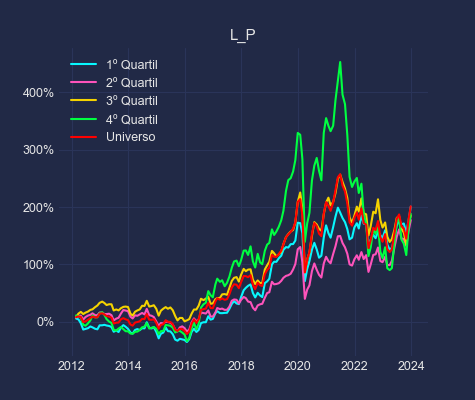 L_P
1º Quartil
2º Quartil
3º Quartil
4º Quartil
Universo
400%
300%
200%
100%
0%
2012 2014 2016 2018 2020 2022 2024